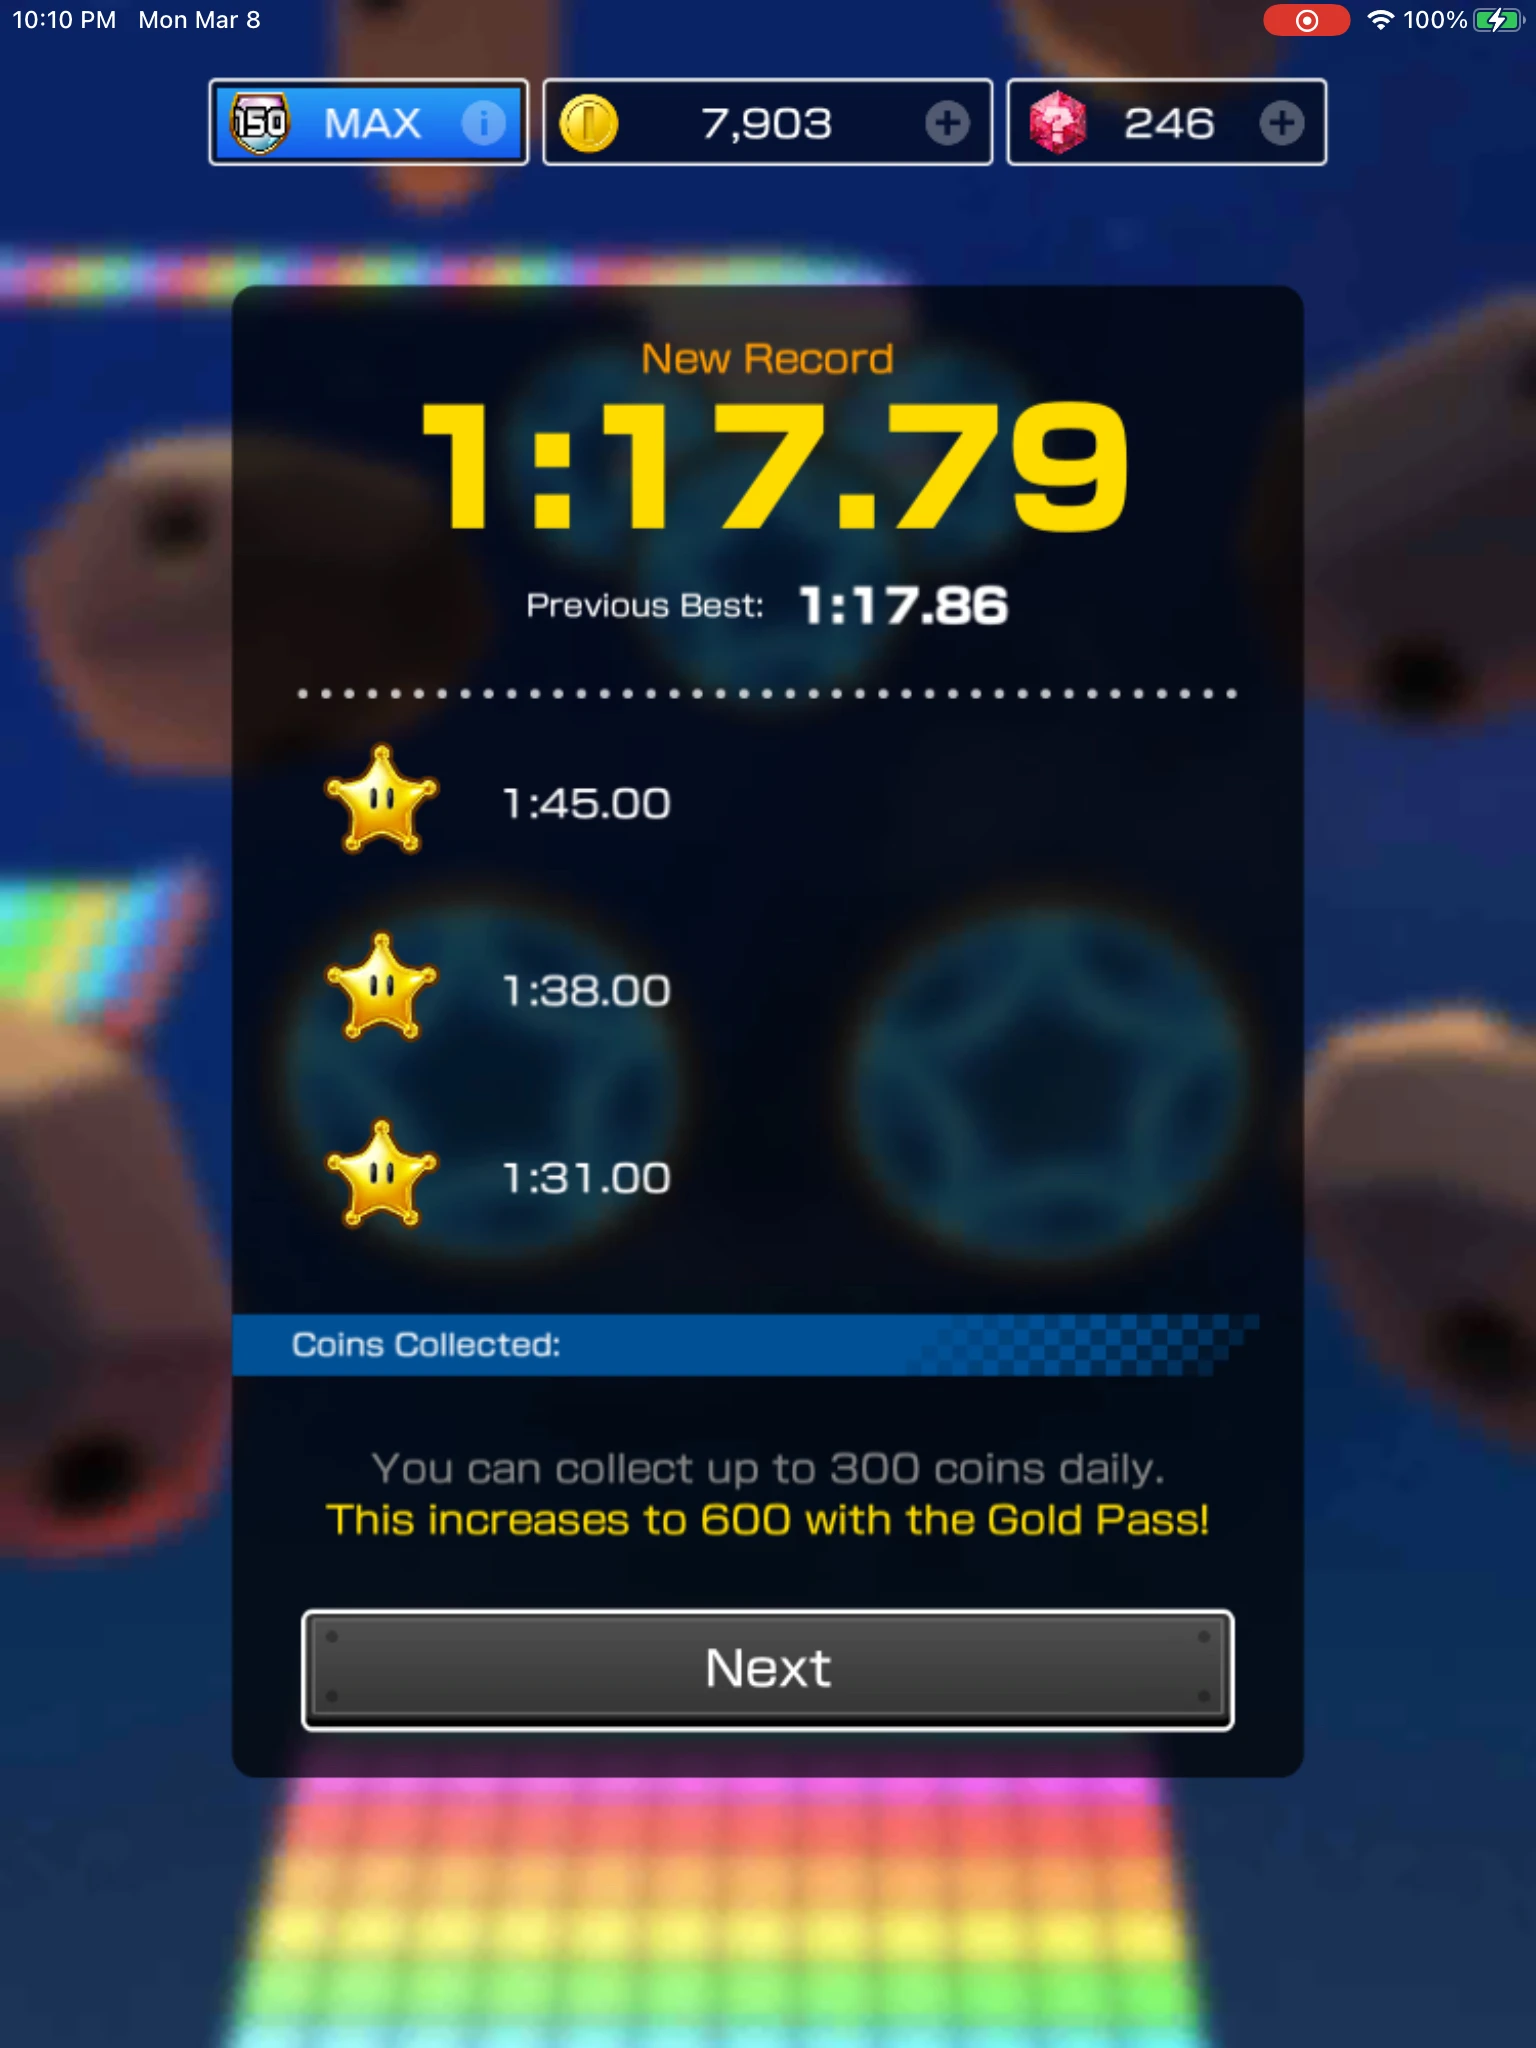 10:10 PM Mon Mar 8 100%
150 MAX i 7,903 + ? 246 +
New Record
1:17.79
Previous Best: 1:17.86
1:45.00
1:38.00
1:31.00
Coins Collected:
You can collect up to 300 coins daily.
This increases to 600 with the Gold Pass!
Next